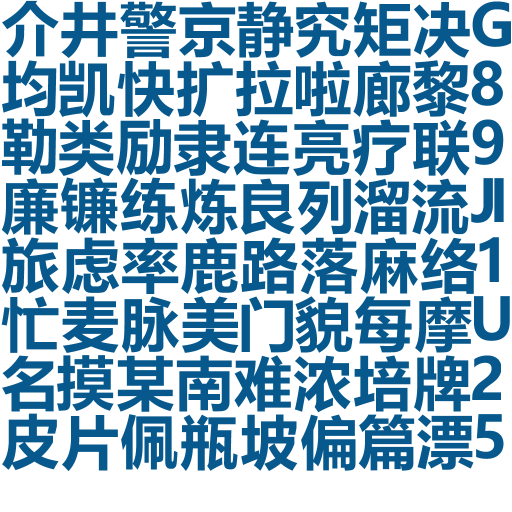 介井警京静究矩决G
均凯快扩拉啦廊黎8
勒类励隶连亮疗联9
廉镰练炼良列溜流JI
旅虑率鹿路落麻络1
忙麦脉美门貌每摩U
名摸某南难浓培牌2
皮片佩瓶坡偏篇漂5